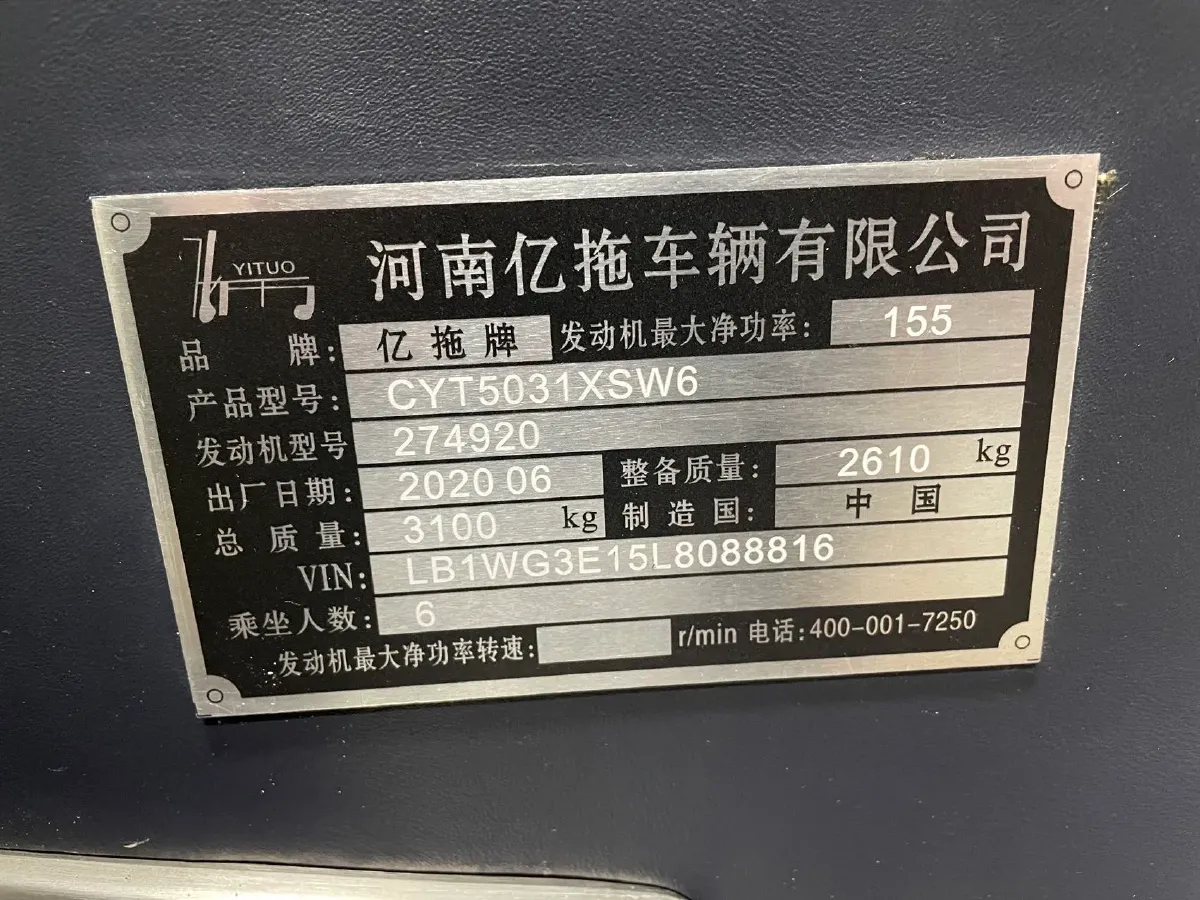 YITUO 河南亿拖车辆有限公司
品 牌: 亿拖牌 发动机最大净功率: 155
产品型号: CYT5031XSW6
发动机型号 274920
出厂日期: 2020 06 整备质量: 2610 kg
总质量: 3100 kg 制造国: 中国
VIN: LB1WG3E15L8088816
乘坐人数: 6
发动机最大净功率转速: r/min 电话:400-001-7250